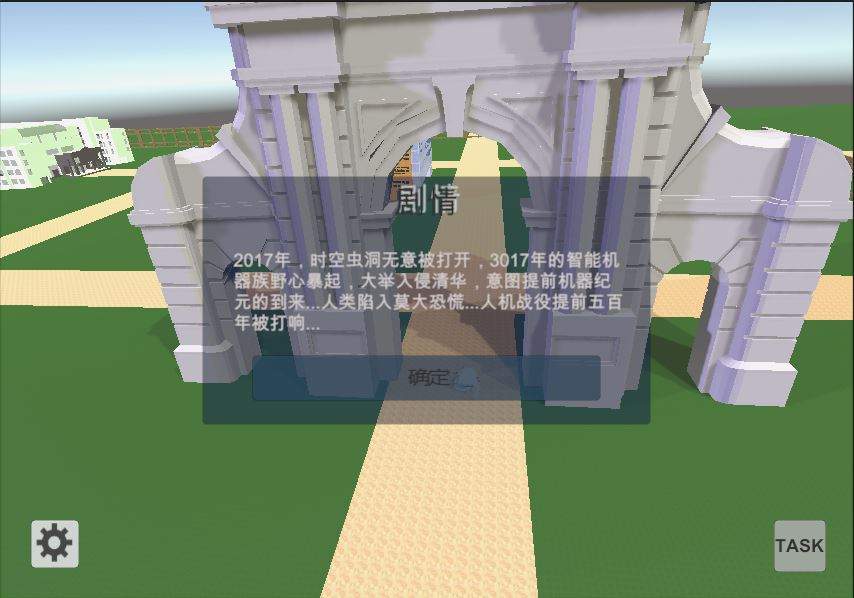 剧情
2017年，时空虫洞无意被打开，3017年的智能机
器族野心暴起，大举入侵清华，意图提前机器纪
元的到来...人类陷入莫大恐慌...人机战役提前五百
年被打响...
确定
TASK